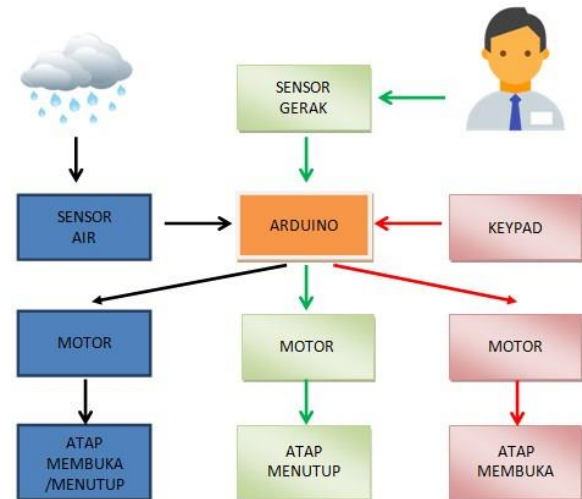 SENSOR
GERAK
SENSOR
AIR
ARDUINO
KEYPAD
MOTOR
MOTOR
MOTOR
ATAP
MEMBUKA
/MENUTUP
ATAP
MENUTUP
ATAP
MEMBUKA